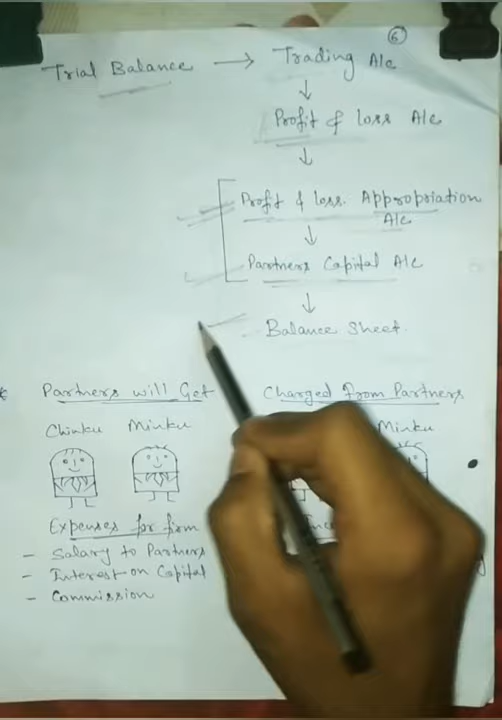 6
Trial Balance → Trading A/c
↓
Profit & loss A/c
↓
Profit & loss. Appropriation
A/c
↓
Partners Capital A/c
↓
Balance Sheet.
* Partners will Get
Chinku Minku
Expenses for firm
- Salary to Partners
- Interest on Capital
- Commission
Charged from Partners
Minku